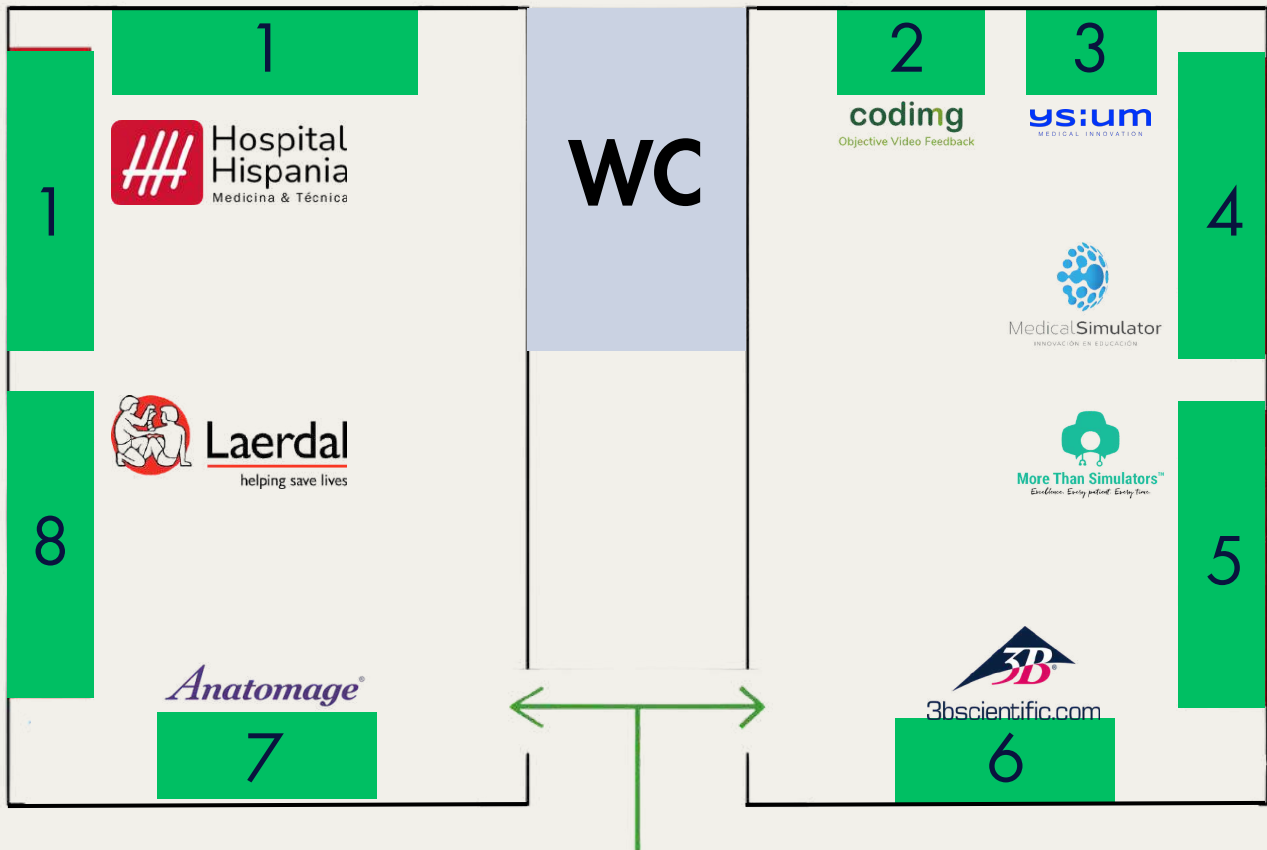 1
2
3
codimg
Objective Video Feedback
ys:um
MEDICAL INNOVATION
Hospital
Hispania
Medicina & Técnica
WC
1
4
MedicalSimulator
INNOVACIÓN EN EDUCACIÓN
Laerdal
helping save lives
More Than Simulators™
Excellence. Every patient. Every time.
8
5
Anatomage®
3B®
3bscientific.com
7
6